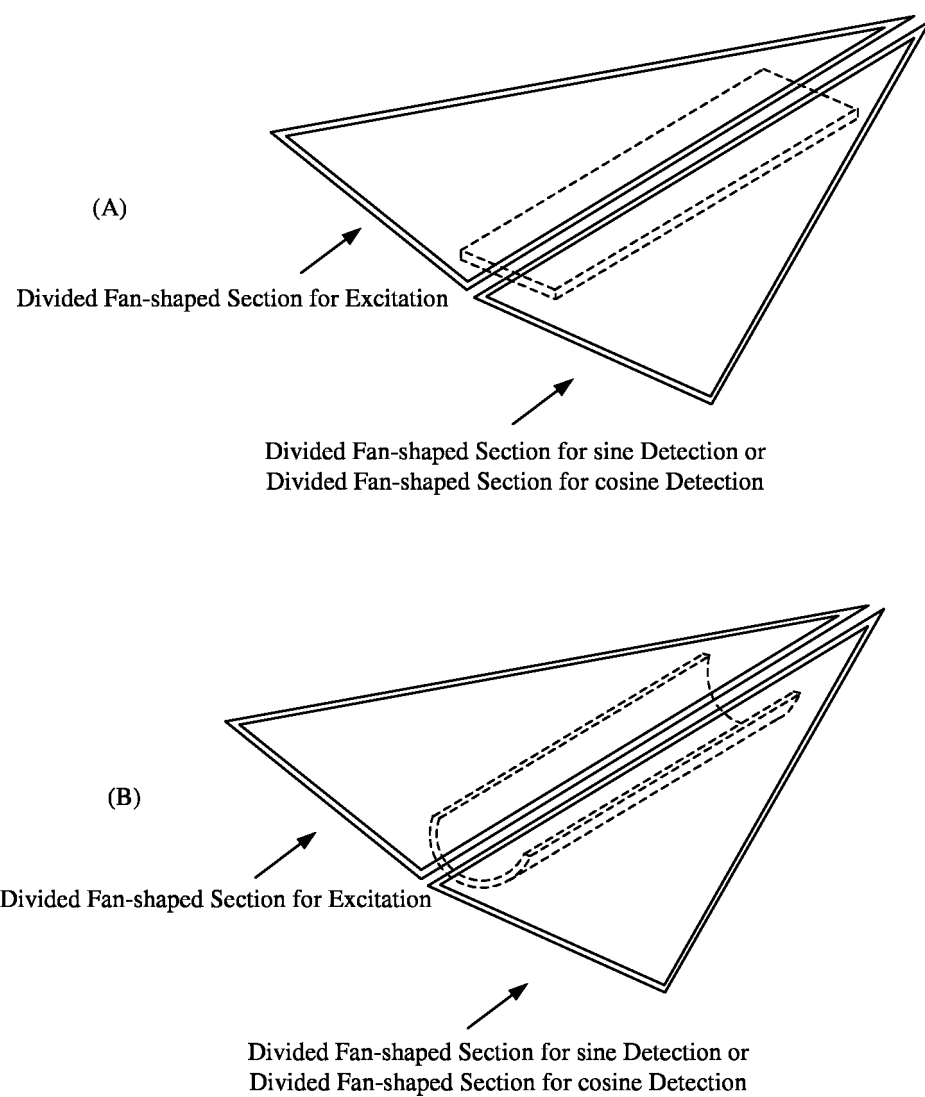 (A)
Divided Fan-shaped Section for Excitation
Divided Fan-shaped Section for sine Detection or
Divided Fan-shaped Section for cosine Detection
(B)
Divided Fan-shaped Section for Excitation
Divided Fan-shaped Section for sine Detection or
Divided Fan-shaped Section for cosine Detection